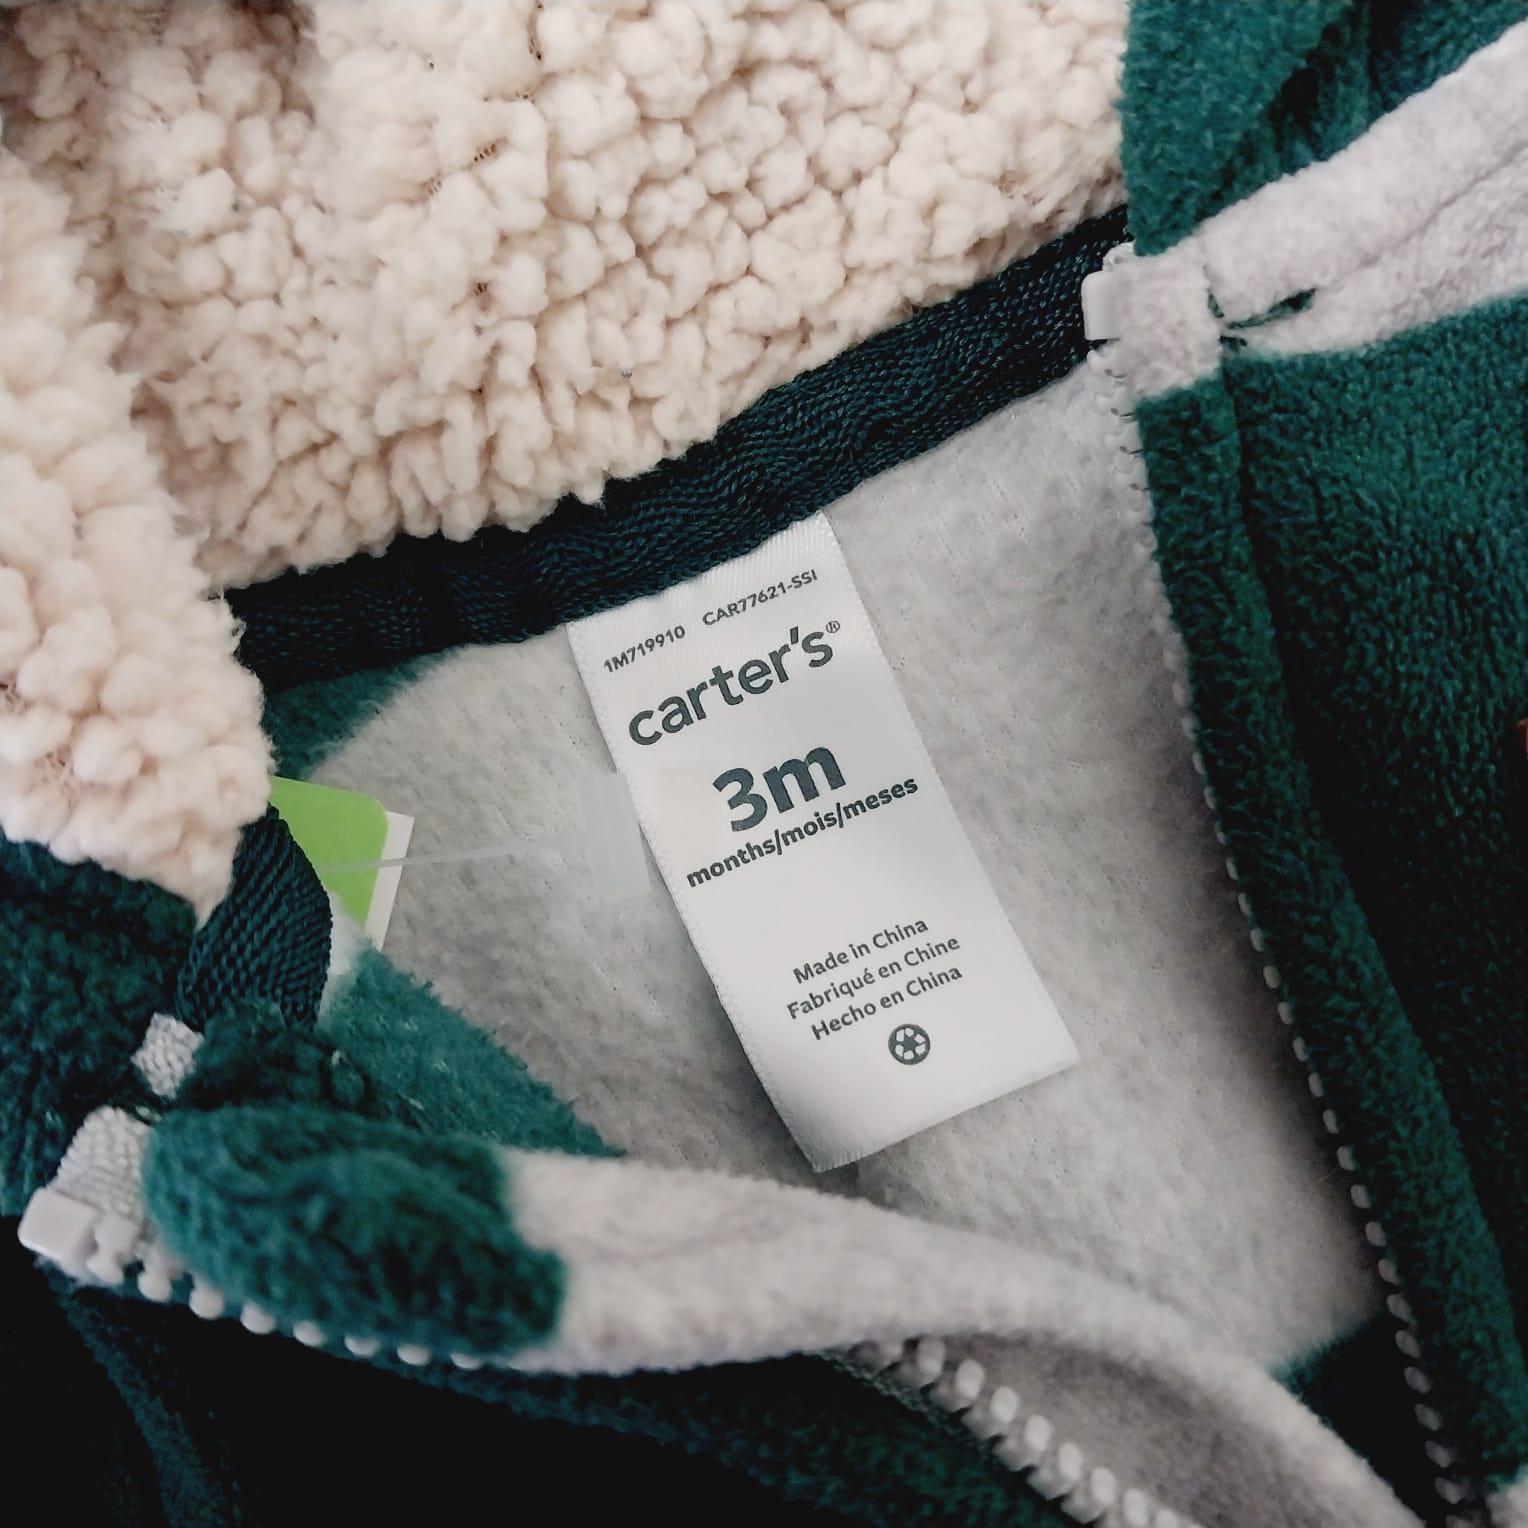 1M719910 CAR77621-SSI
carter's®
3m
months/mois/meses
Made in China
Fabriqué en Chine
Hecho en China